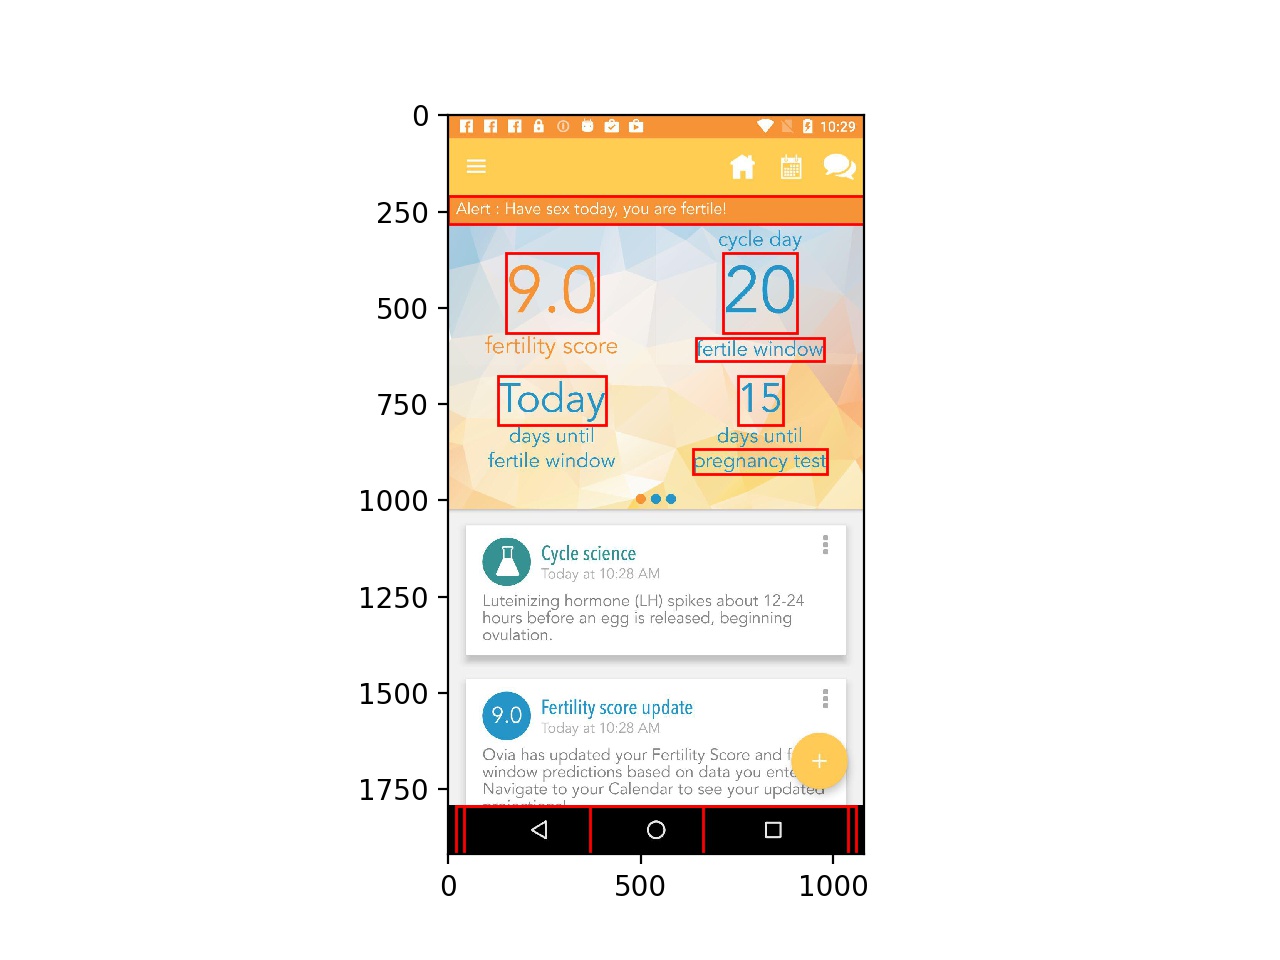 0
250
500
750
1000
1250
1500
1750
0
500
1000
10:29
Alert : Have sex today, you are fertile!
9.0
fertility score
cycle day
20
fertile window
Today
days until
fertile window
15
days until
pregnancy test
Cycle science
Today at 10:28 AM
Luteinizing hormone (LH) spikes about 12-24
hours before an egg is released, beginning
ovulation.
9.0
Fertility score update
Today at 10:28 AM
Ovia has updated your Fertility Score and
window predictions based on data you
Navigate to your Calendar to see your updated